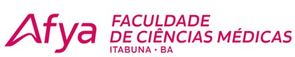 Afya FACULDADE
DE CIÊNCIAS MÉDICAS
ITABUNA • BA